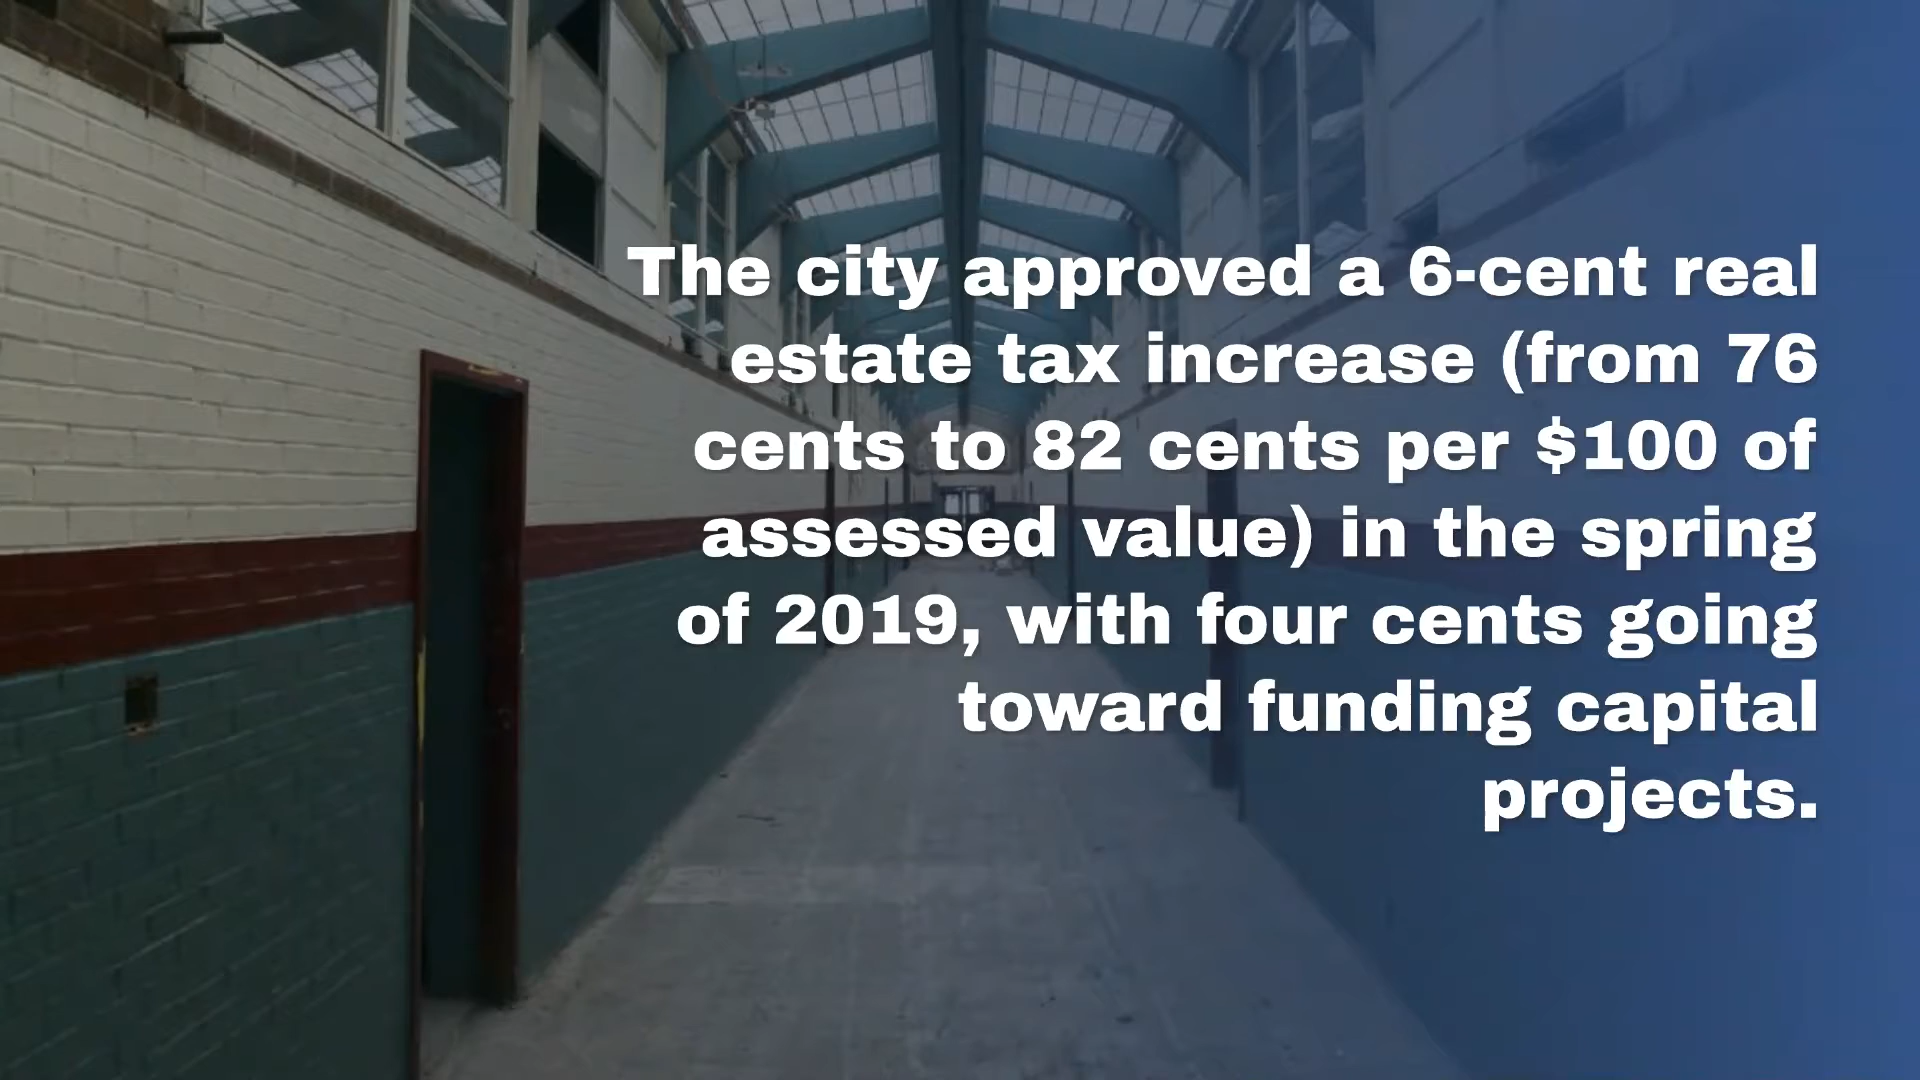 The city approved a 6-cent real
estate tax increase (from 76
cents to 82 cents per $100 of
assessed value) in the spring
of 2019, with four cents going
toward funding capital
projects.